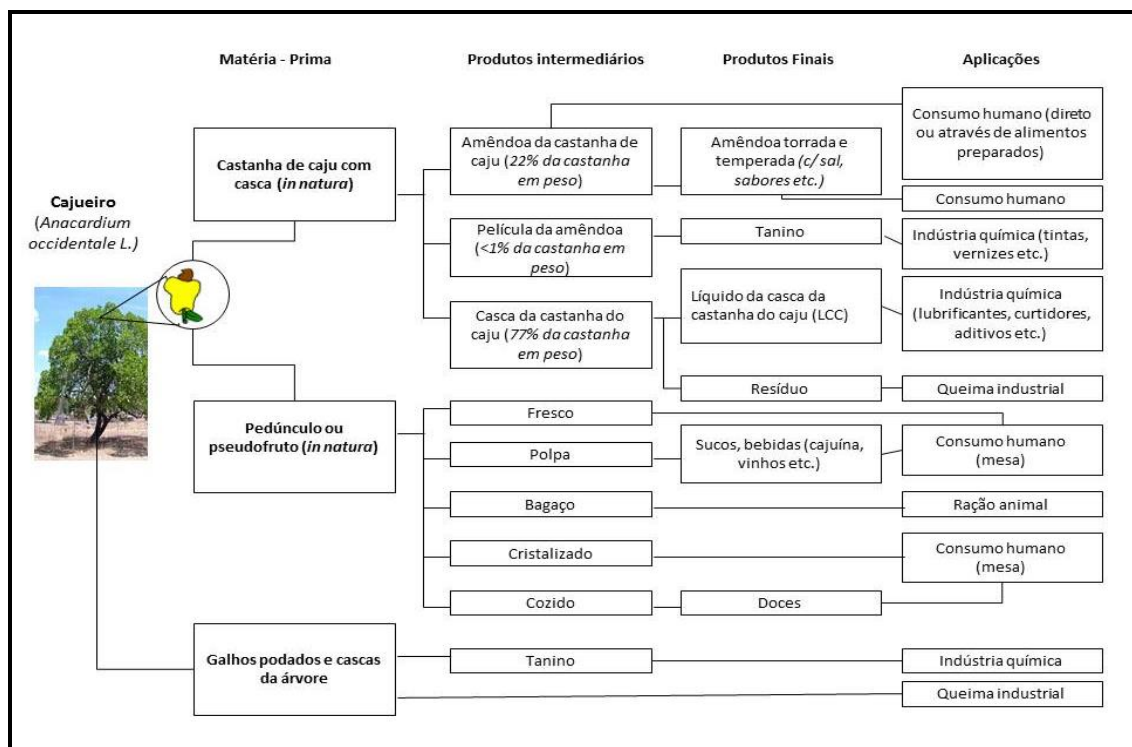 Matéria - Prima
Produtos intermediários
Produtos Finais
Aplicações
Cajueiro
(Anacardium
occidentale L.)
Castanha de caju com
casca (in natura)
Amêndoa da castanha de
caju (22% da castanha
em peso)
Amêndoa torrada e
temperada (c/ sal,
sabores etc.)
Consumo humano (direto
ou através de alimentos
preparados)
Consumo humano
Película da amêndoa
(<1% da castanha em
peso)
Tanino
Indústria química (tintas,
vernizes etc.)
Casca da castanha do
caju (77% da castanha
em peso)
Líquido da casca da
castanha do caju (LCC)
Indústria química
(lubrificantes, curtidores,
aditivos etc.)
Resíduo
Queima industrial
Pedúnculo ou
pseudofruto (in natura)
Fresco
Polpa
Sucos, bebidas (cajuína,
vinhos etc.)
Consumo humano
(mesa)
Bagaço
Ração animal
Cristalizado
Consumo humano
(mesa)
Cozido
Doces
Galhos podados e cascas
da árvore
Tanino
Indústria química
Queima industrial